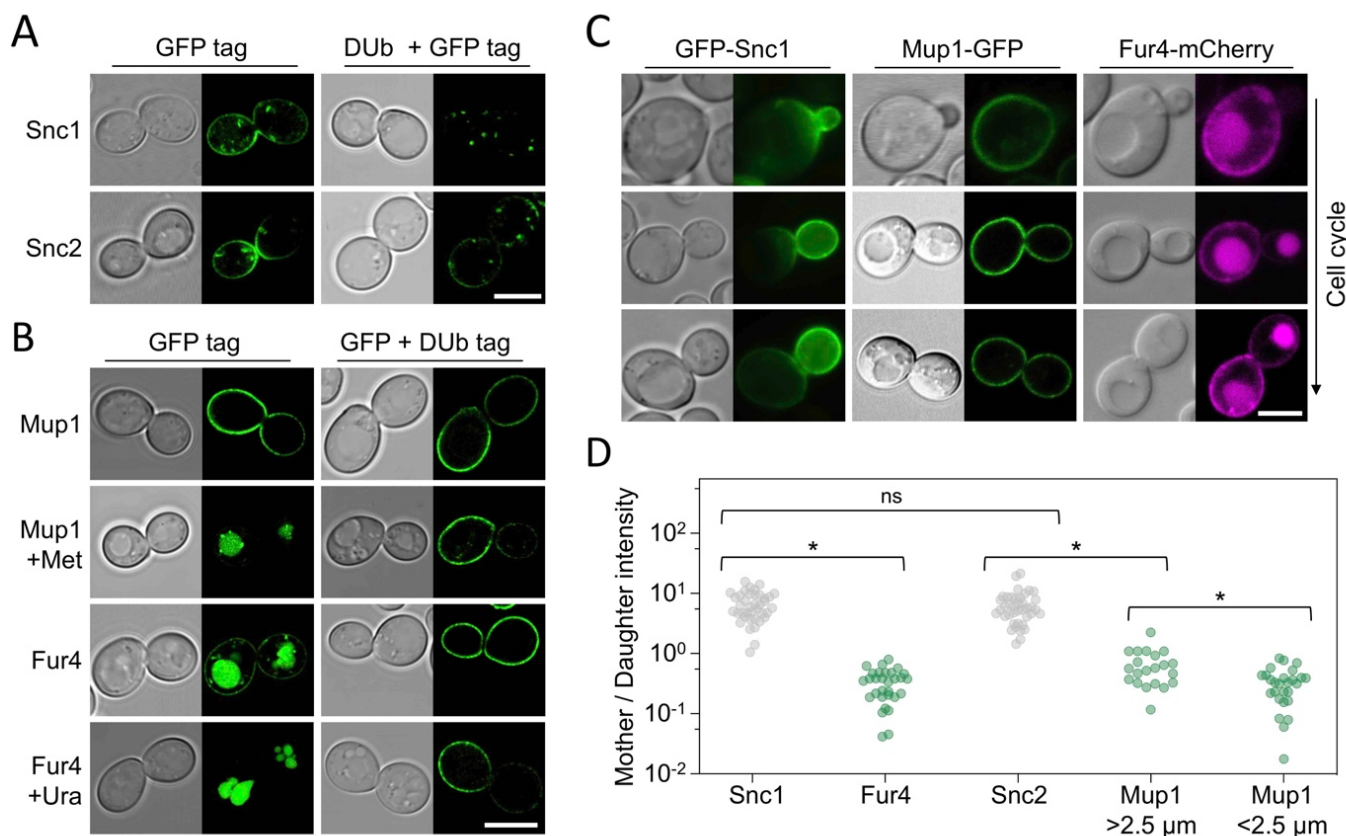 A
GFP tag
DUb + GFP tag
Snc1
Snc2
B
GFP tag
GFP + DUb tag
Mup1
Mup1
+Met
Fur4
Fur4
+Ura
C
GFP-Snc1
Mup1-GFP
Fur4-mCherry
Cell cycle
D
Mother / Daughter intensity
10²
10¹
10⁰
10⁻¹
10⁻²
ns
*
*
*
Snc1
Fur4
Snc2
Mup1
>2.5 µm
Mup1
<2.5 µm